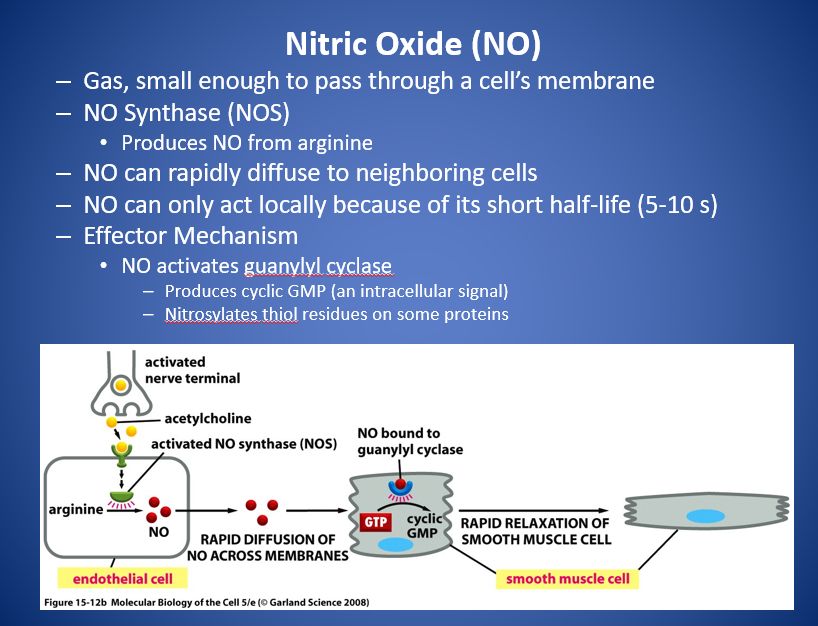 Nitric Oxide (NO)
– Gas, small enough to pass through a cell’s membrane
– NO Synthase (NOS)
• Produces NO from arginine
– NO can rapidly diffuse to neighboring cells
– NO can only act locally because of its short half-life (5-10 s)
– Effector Mechanism
• NO activates guanylyl cyclase
– Produces cyclic GMP (an intracellular signal)
– Nitrosylates thiol residues on some proteins
activated
nerve terminal
acetylcholine
activated NO synthase (NOS)
NO bound to
guanylyl cyclase
arginine
NO
RAPID DIFFUSION OF
NO ACROSS MEMBRANES
GTP
cyclic
GMP
RAPID RELAXATION OF
SMOOTH MUSCLE CELL
endothelial cell
smooth muscle cell
Figure 15-12b Molecular Biology of the Cell 5/e (© Garland Science 2008)